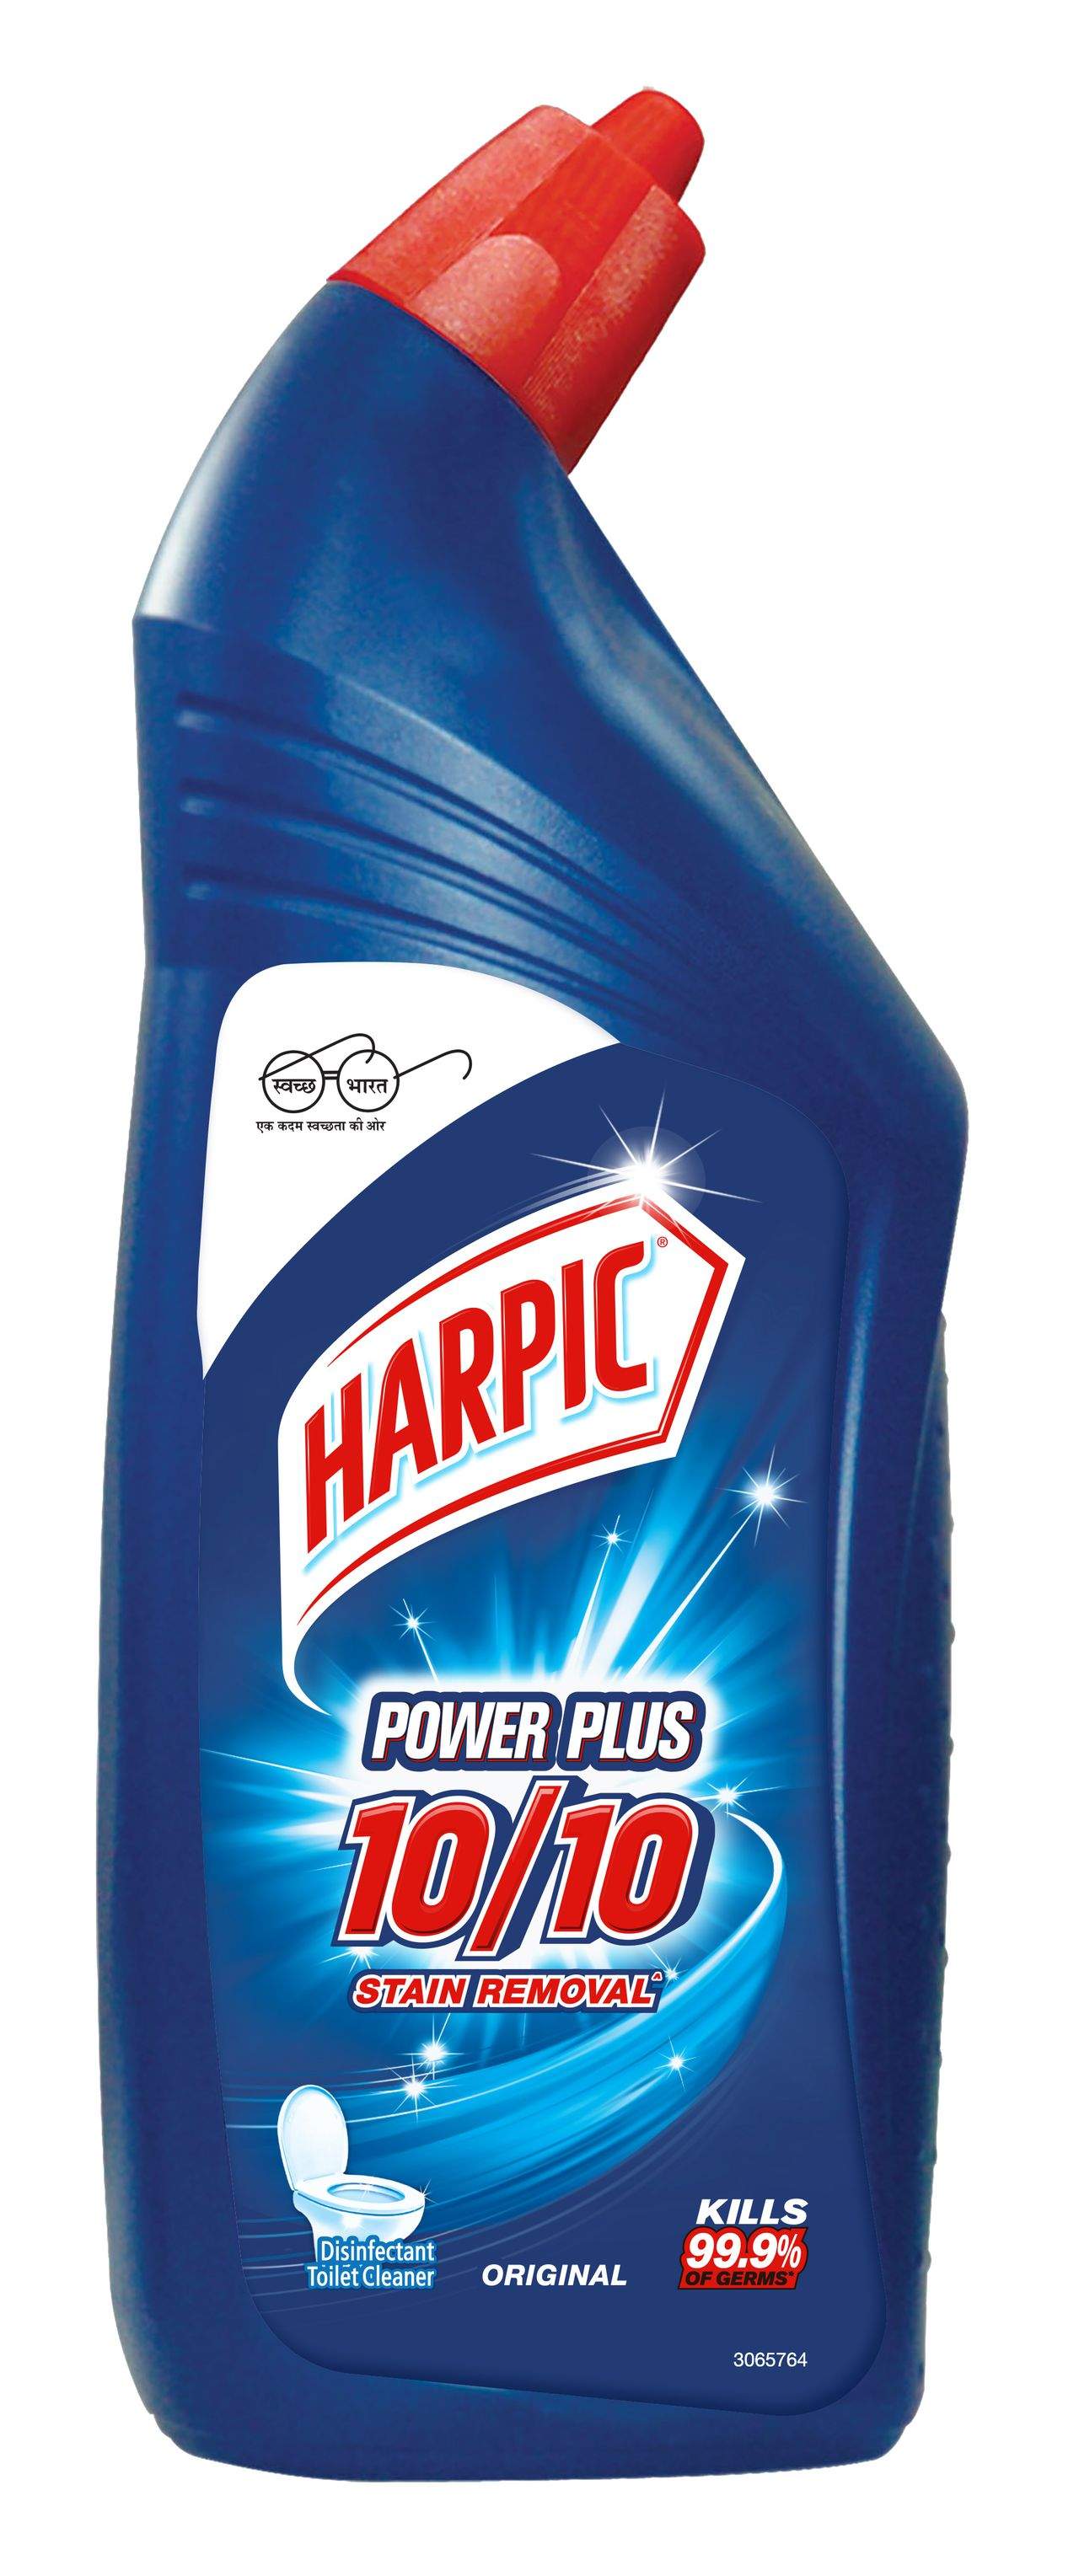 स्वच्छ भारत
एक कदम स्वच्छता की ओर
HARPIC®
POWER PLUS
10/10
STAIN REMOVAL^
Disinfectant
Toilet Cleaner
ORIGINAL
KILLS
99.9%
OF GERMS*
3065764